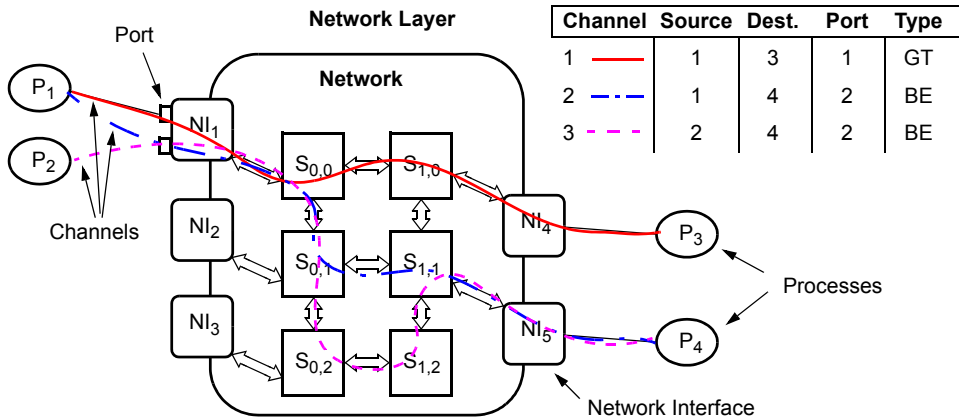 Network Layer
Channel Source Dest. Port Type
1 1 3 1 GT
2 1 4 2 BE
3 2 4 2 BE
Port
Network
P1
P2
Channels
NI1
NI2
NI3
S0,0
S1,0
S0,1
S1,1
S0,2
S1,2
NI4
NI5
P3
P4
Processes
Network Interface